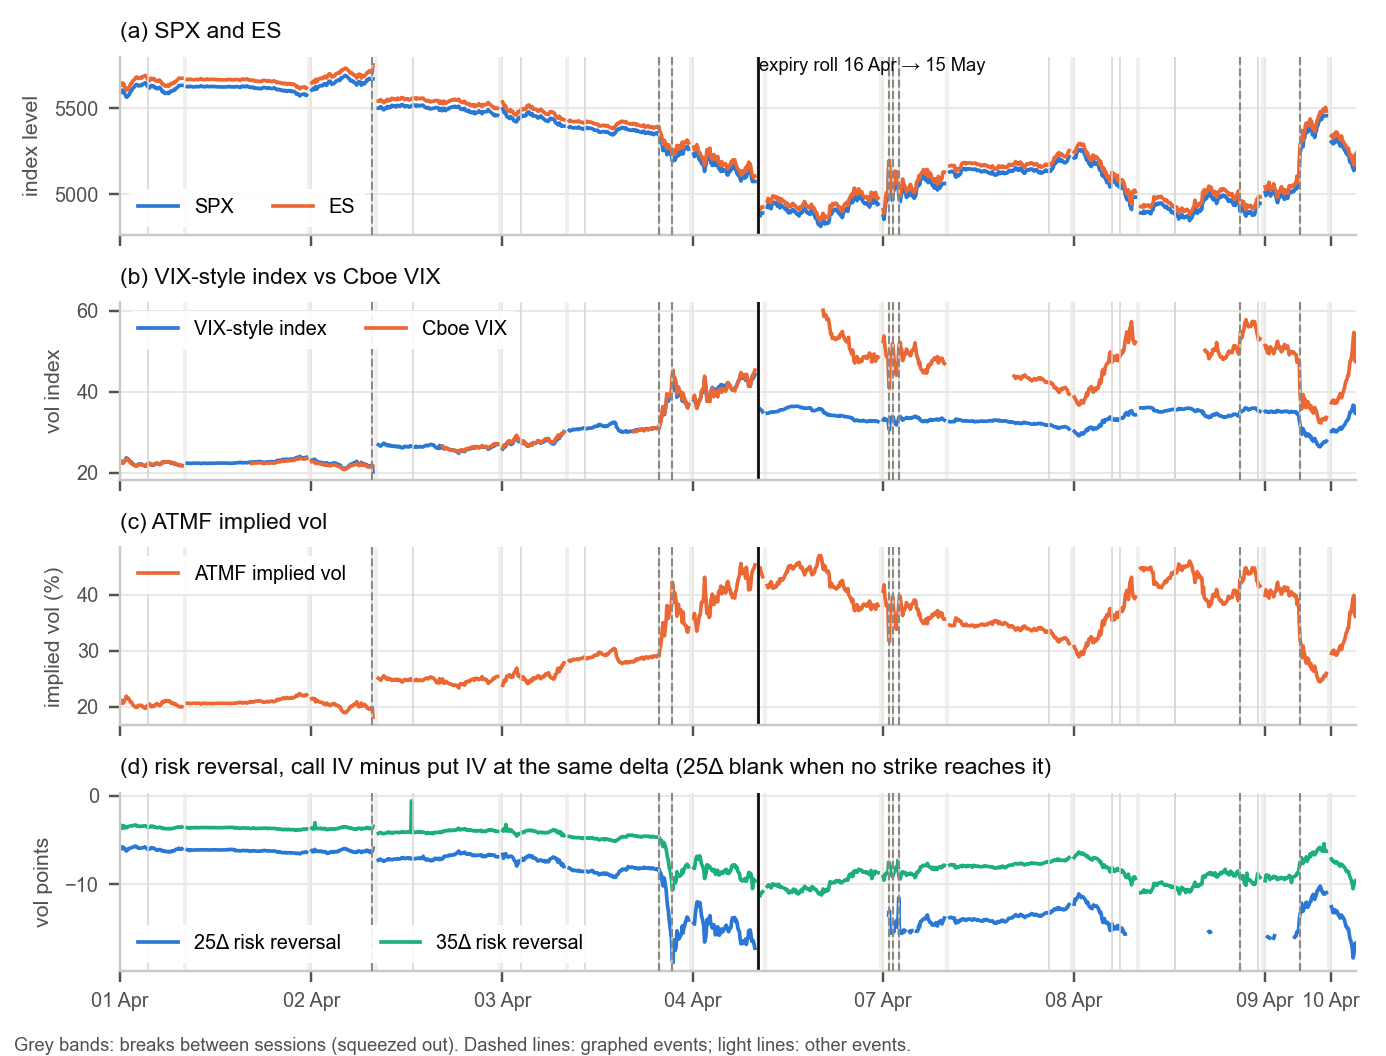 (a) SPX and ES
expiry roll 16 Apr → 15 May
index level
5500
5000
SPX
ES
(b) VIX-style index vs Cboe VIX
vol index
60
40
20
VIX-style index
Cboe VIX
(c) ATMF implied vol
implied vol (%)
40
30
20
ATMF implied vol
(d) risk reversal, call IV minus put IV at the same delta (25Δ blank when no strike reaches it)
vol points
0
−10
25Δ risk reversal
35Δ risk reversal
01 Apr
02 Apr
03 Apr
04 Apr
07 Apr
08 Apr
09 Apr
10 Apr
Grey bands: breaks between sessions (squeezed out). Dashed lines: graphed events; light lines: other events.